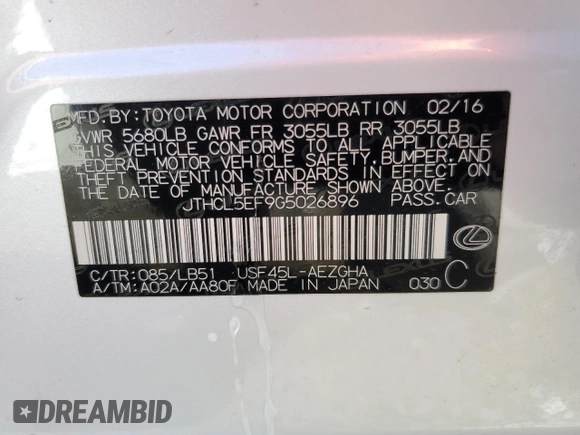 MFD. BY: TOYOTA MOTOR CORPORATION 02/16
GVWR 5680LB GAWR FR 3055LB RR 3055LB
THIS VEHICLE CONFORMS TO ALL APPLICABLE
FEDERAL MOTOR VEHICLE SAFETY, BUMPER, AND
THEFT PREVENTION STANDARDS IN EFFECT ON
THE DATE OF MANUFACTURE SHOWN ABOVE.
JTHCL5EF9G5026896 PASS. CAR
C/TR: 085/LB51 USF45L-AEZGHA
A/TM: A02A/AA80F MADE IN JAPAN 030 C
DREAMBID